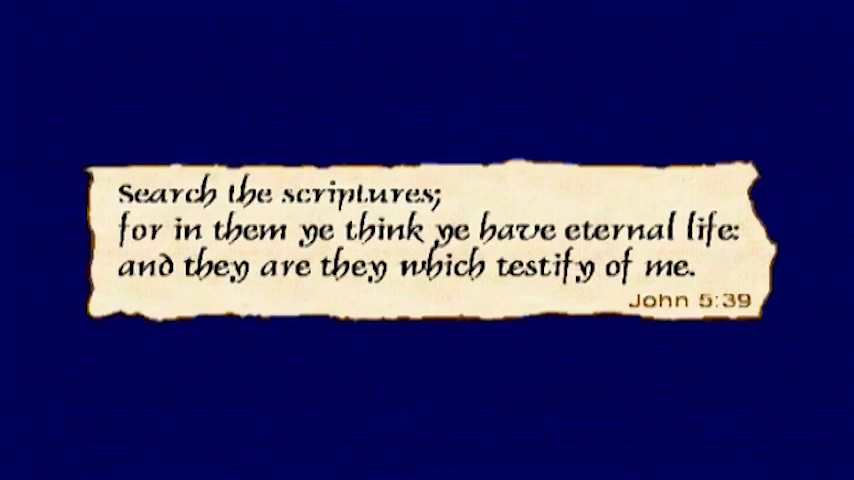 Search the scriptures;
for in them ye think ye have eternal life:
and they are they which testify of me.
John 5:39